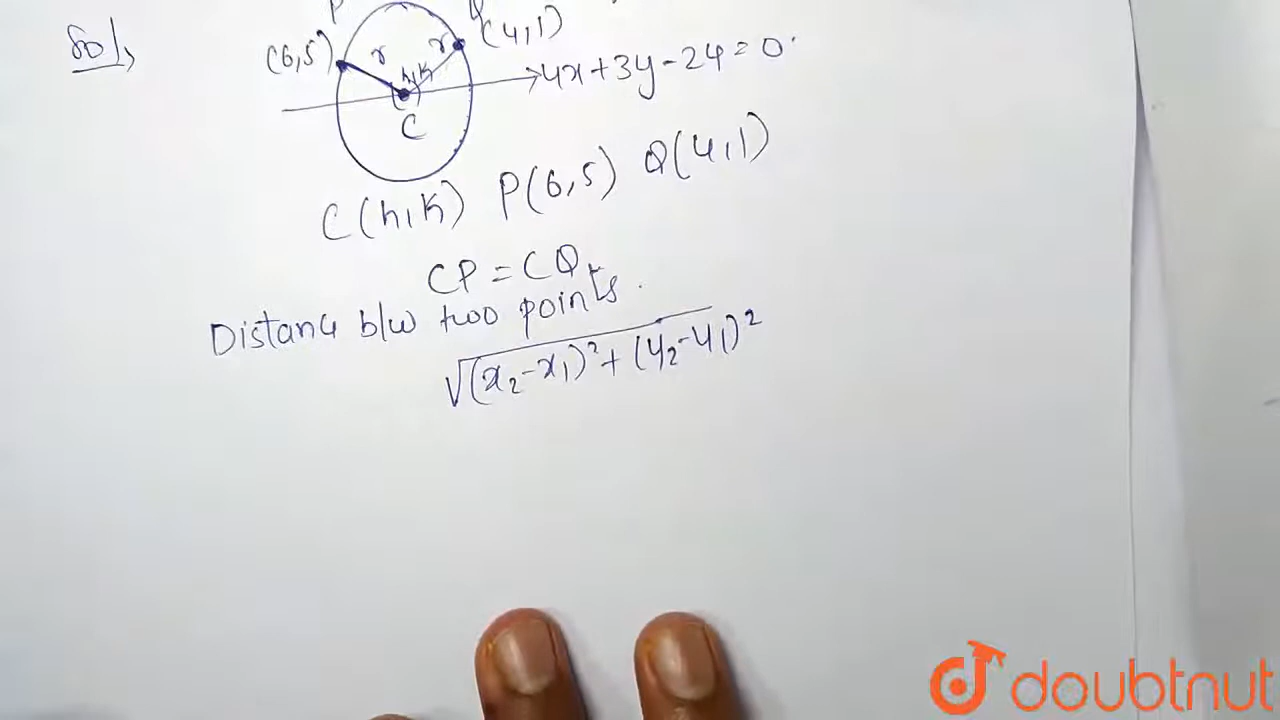 P Q
Sol,
(6,5) r r (4,1)
(h,k) 4x+3y-24=0
C
C(h,k) P(6,5) Q(4,1)
CP=CQ
Distance b/w two points.
√(x₂-x₁)²+(y₂-y₁)²
doubtnut